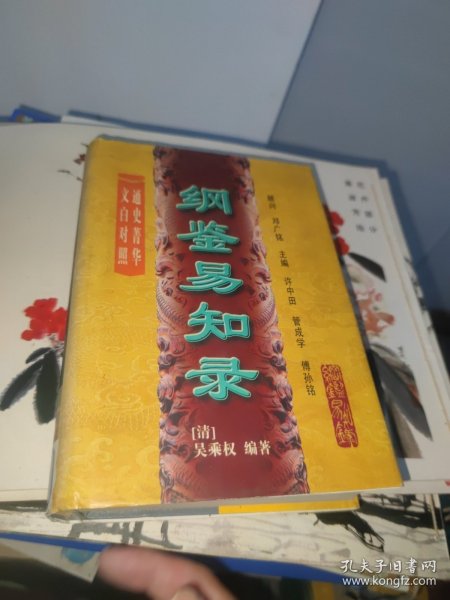 通史菁华
文白对照
纲鉴易知录
顾问 邓广铭 主编 许中田 管成学 傅孙铭
[清]
吴乘权 编著
孔夫子旧书网
www.kongfz.com